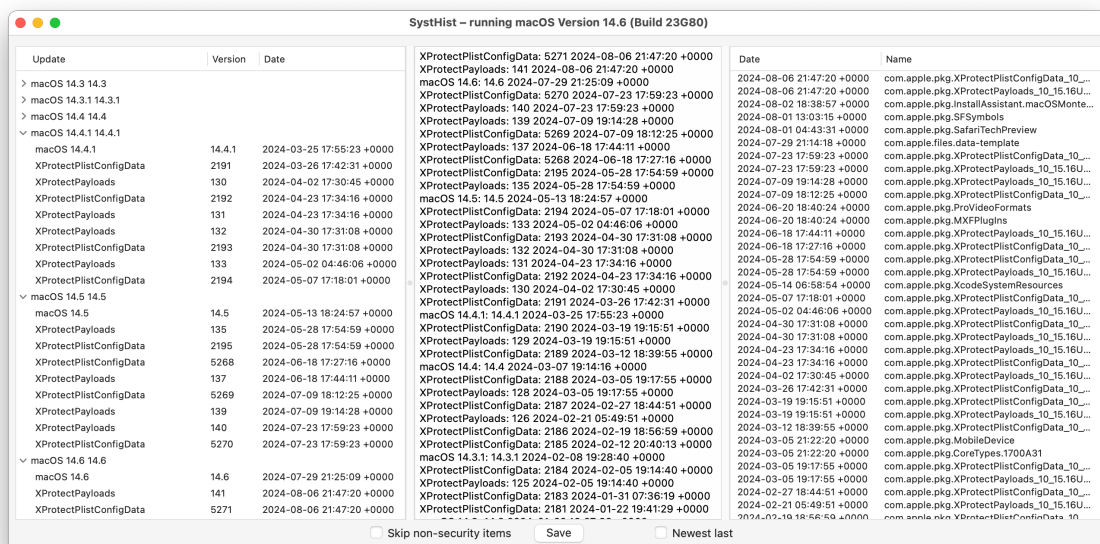 SystHist – running macOS Version 14.6 (Build 23G80)
Update Version Date
macOS 14.3 14.3
macOS 14.3.1 14.3.1
macOS 14.4 14.4
macOS 14.4.1 14.4.1
macOS 14.4.1 14.4.1 2024-03-25 17:55:23 +0000
XProtectPlistConfigData 2191 2024-03-26 17:42:31 +0000
XProtectPayloads 130 2024-04-02 17:30:45 +0000
XProtectPlistConfigData 2192 2024-04-23 17:34:16 +0000
XProtectPayloads 131 2024-04-23 17:34:16 +0000
XProtectPayloads 132 2024-04-30 17:31:08 +0000
XProtectPlistConfigData 2193 2024-04-30 17:31:08 +0000
XProtectPayloads 133 2024-05-02 04:46:06 +0000
XProtectPlistConfigData 2194 2024-05-07 17:18:01 +0000
macOS 14.5 14.5
macOS 14.5 14.5 2024-05-13 18:24:57 +0000
XProtectPayloads 135 2024-05-28 17:54:59 +0000
XProtectPlistConfigData 2195 2024-05-28 17:54:59 +0000
XProtectPlistConfigData 5268 2024-06-18 17:27:16 +0000
XProtectPayloads 137 2024-06-18 17:44:11 +0000
XProtectPlistConfigData 5269 2024-07-09 18:12:25 +0000
XProtectPayloads 139 2024-07-09 19:14:28 +0000
XProtectPayloads 140 2024-07-23 17:59:23 +0000
XProtectPlistConfigData 5270 2024-07-23 17:59:23 +0000
macOS 14.6 14.6
macOS 14.6 14.6 2024-07-29 21:25:09 +0000
XProtectPayloads 141 2024-08-06 21:47:20 +0000
XProtectPlistConfigData 5271 2024-08-06 21:47:20 +0000
XProtectPlistConfigData: 5271 2024-08-06 21:47:20 +0000
XProtectPayloads: 141 2024-08-06 21:47:20 +0000
macOS 14.6: 14.6 2024-07-29 21:25:09 +0000
XProtectPlistConfigData: 5270 2024-07-23 17:59:23 +0000
XProtectPayloads: 140 2024-07-23 17:59:23 +0000
XProtectPayloads: 139 2024-07-09 19:14:28 +0000
XProtectPlistConfigData: 5269 2024-07-09 18:12:25 +0000
XProtectPayloads: 137 2024-06-18 17:44:11 +0000
XProtectPlistConfigData: 5268 2024-06-18 17:27:16 +0000
XProtectPlistConfigData: 2195 2024-05-28 17:54:59 +0000
XProtectPayloads: 135 2024-05-28 17:54:59 +0000
macOS 14.5: 14.5 2024-05-13 18:24:57 +0000
XProtectPlistConfigData: 2194 2024-05-07 17:18:01 +0000
XProtectPayloads: 133 2024-05-02 04:46:06 +0000
XProtectPlistConfigData: 2193 2024-04-30 17:31:08 +0000
XProtectPayloads: 132 2024-04-30 17:31:08 +0000
XProtectPayloads: 131 2024-04-23 17:34:16 +0000
XProtectPlistConfigData: 2192 2024-04-23 17:34:16 +0000
XProtectPayloads: 130 2024-04-02 17:30:45 +0000
XProtectPlistConfigData: 2191 2024-03-26 17:42:31 +0000
macOS 14.4.1: 14.4.1 2024-03-25 17:55:23 +0000
XProtectPlistConfigData: 2190 2024-03-19 19:15:51 +0000
XProtectPayloads: 129 2024-03-19 19:15:51 +0000
XProtectPlistConfigData: 2189 2024-03-12 18:39:55 +0000
macOS 14.4: 14.4 2024-03-07 19:14:16 +0000
XProtectPlistConfigData: 2188 2024-03-05 19:17:55 +0000
XProtectPayloads: 128 2024-03-05 19:17:55 +0000
XProtectPlistConfigData: 2187 2024-02-27 18:44:51 +0000
XProtectPayloads: 126 2024-02-21 05:49:51 +0000
XProtectPlistConfigData: 2186 2024-02-19 18:56:59 +0000
XProtectPlistConfigData: 2185 2024-02-12 20:40:13 +0000
macOS 14.3.1: 14.3.1 2024-02-08 19:28:40 +0000
XProtectPlistConfigData: 2184 2024-02-05 19:14:40 +0000
XProtectPayloads: 125 2024-02-05 19:14:40 +0000
XProtectPlistConfigData: 2183 2024-01-31 07:36:19 +0000
XProtectPlistConfigData: 2181 2024-01-22 19:41:29 +0000
Date Name
2024-08-06 21:47:20 +0000 com.apple.pkg.XProtectPlistConfigData_10_...
2024-08-06 21:47:20 +0000 com.apple.pkg.XProtectPayloads_10_15.16U...
2024-08-02 18:38:57 +0000 com.apple.pkg.InstallAssistant.macOSMonte...
2024-08-01 13:03:15 +0000 com.apple.pkg.SFSymbols
2024-08-01 04:43:31 +0000 com.apple.pkg.SafariTechPreview
2024-07-29 21:14:18 +0000 com.apple.files.data-template
2024-07-23 17:59:23 +0000 com.apple.pkg.XProtectPlistConfigData_10_...
2024-07-23 17:59:23 +0000 com.apple.pkg.XProtectPayloads_10_15.16U...
2024-07-09 19:14:28 +0000 com.apple.pkg.XProtectPayloads_10_15.16U...
2024-07-09 18:12:25 +0000 com.apple.pkg.XProtectPlistConfigData_10_...
2024-06-20 18:40:24 +0000 com.apple.pkg.ProVideoFormats
2024-06-20 18:40:24 +0000 com.apple.pkg.MXFPlugIns
2024-06-18 17:44:11 +0000 com.apple.pkg.XProtectPayloads_10_15.16U...
2024-06-18 17:27:16 +0000 com.apple.pkg.XProtectPlistConfigData_10_...
2024-05-28 17:54:59 +0000 com.apple.pkg.XProtectPlistConfigData_10_...
2024-05-28 17:54:59 +0000 com.apple.pkg.XProtectPayloads_10_15.16U...
2024-05-14 06:58:54 +0000 com.apple.pkg.XcodeSystemResources
2024-05-07 17:18:01 +0000 com.apple.pkg.XProtectPlistConfigData_10_...
2024-05-02 04:46:06 +0000 com.apple.pkg.XProtectPayloads_10_15.16U...
2024-04-30 17:31:08 +0000 com.apple.pkg.XProtectPlistConfigData_10_...
2024-04-30 17:31:08 +0000 com.apple.pkg.XProtectPayloads_10_15.16U...
2024-04-23 17:34:16 +0000 com.apple.pkg.XProtectPlistConfigData_10_...
2024-04-23 17:34:16 +0000 com.apple.pkg.XProtectPayloads_10_15.16U...
2024-04-02 17:30:45 +0000 com.apple.pkg.XProtectPayloads_10_15.16U...
2024-03-26 17:42:31 +0000 com.apple.pkg.XProtectPlistConfigData_10_...
2024-03-19 19:15:51 +0000 com.apple.pkg.XProtectPlistConfigData_10_...
2024-03-19 19:15:51 +0000 com.apple.pkg.XProtectPayloads_10_15.16U...
2024-03-12 18:39:55 +0000 com.apple.pkg.XProtectPlistConfigData_10_...
2024-03-05 21:22:20 +0000 com.apple.pkg.MobileDevice
2024-03-05 21:22:20 +0000 com.apple.pkg.CoreTypes.1700A31
2024-03-05 19:17:55 +0000 com.apple.pkg.XProtectPlistConfigData_10_...
2024-03-05 19:17:55 +0000 com.apple.pkg.XProtectPayloads_10_15.16U...
2024-02-27 18:44:51 +0000 com.apple.pkg.XProtectPlistConfigData_10_...
2024-02-21 05:49:51 +0000 com.apple.pkg.XProtectPayloads_10_15.16U...
2024-02-19 18:56:59 +0000 com.apple.pkg.XProtectPlistConfigData_10_...
Skip non-security items Save Newest last